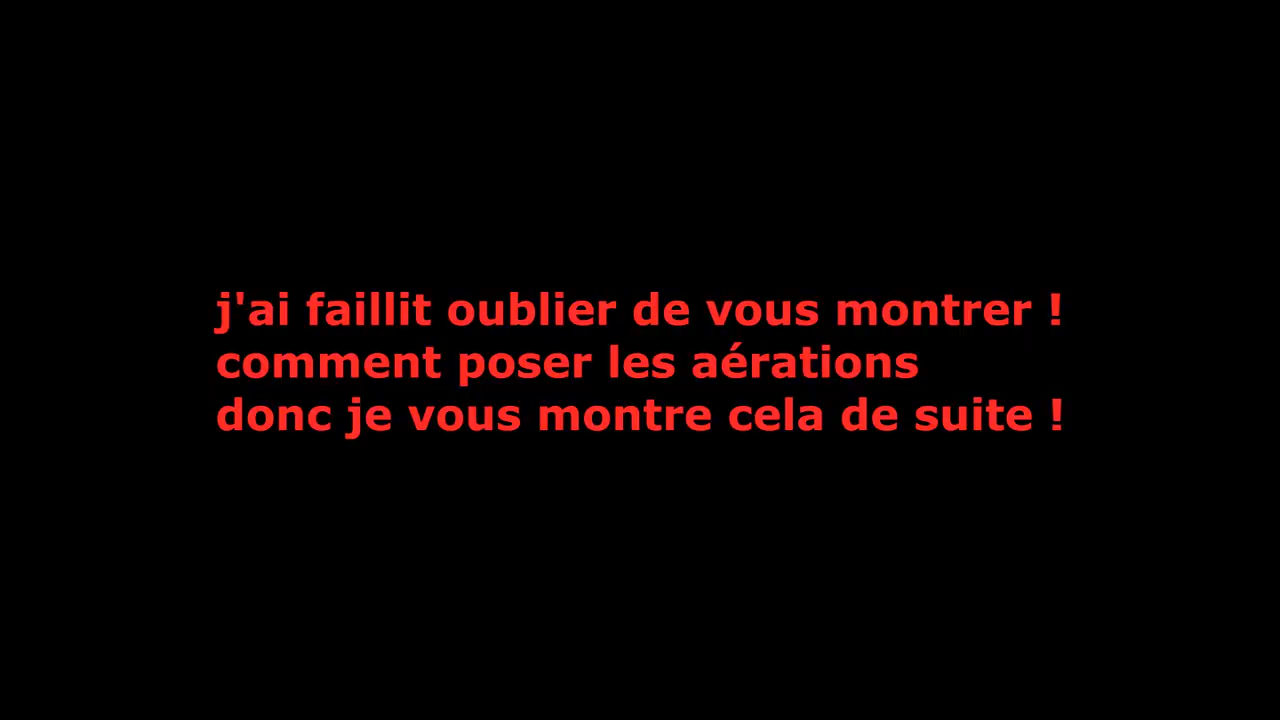 j'ai faillit oublier de vous montrer !
comment poser les aérations
donc je vous montre cela de suite !